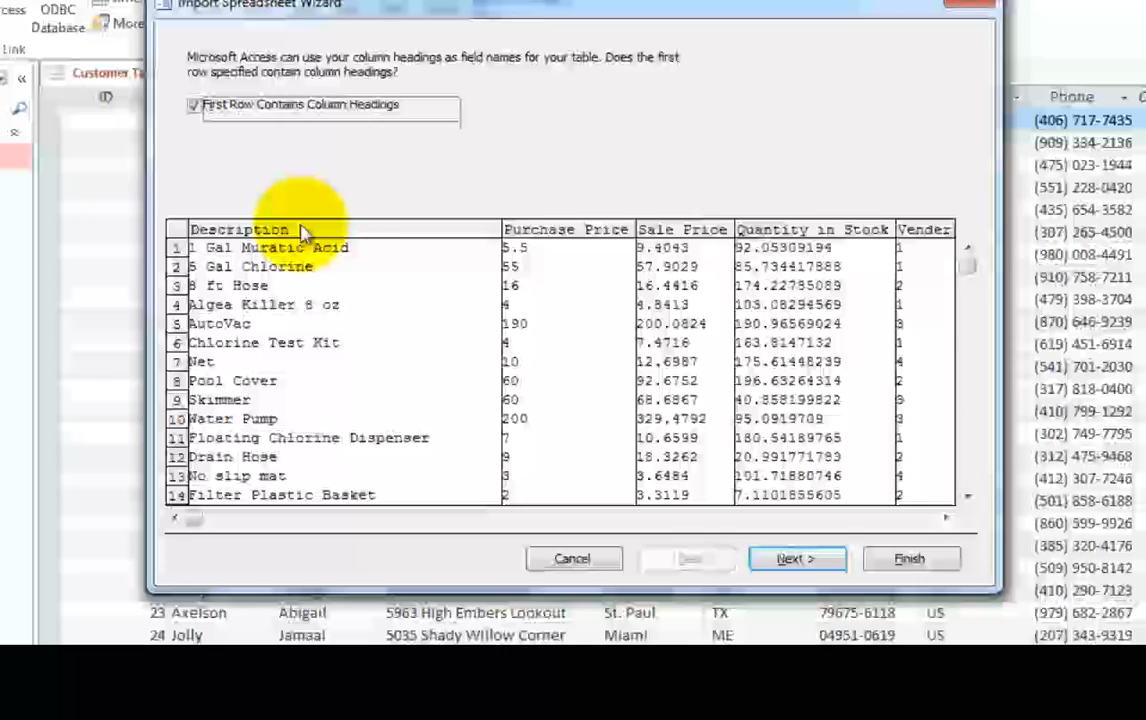 Import Spreadsheet Wizard
cess ODBC
Database More
Link
Microsoft Access can use your column headings as field names for your table. Does the first
row specified contain column headings?
Customer Ta
First Row Contains Column Headings
Phone
Description Purchase Price Sale Price Quantity in Stock Vender
1 1 Gal Muratic Acid 5.5 9.4043 92.05309194 1
2 5 Gal Chlorine 55 57.9029 85.734417888 1
3 8 ft Hose 16 16.4416 174.22735089 2
4 Algea Killer 8 oz 4 4.8413 103.08294569 1
5 AutoVac 190 200.0824 190.96569024 3
6 Chlorine Test Kit 4 7.4716 163.8147132 1
7 Net 10 12.6987 175.61448239 4
8 Pool Cover 60 92.6752 196.63264314 2
9 Skimmer 60 68.6867 40.858199822 9
10 Water Pump 200 329.4792 95.0919709 3
11 Floating Chlorine Dispenser 7 10.6599 180.54189765 1
12 Drain Hose 9 18.3262 20.991771783 2
13 No slip mat 3 3.6484 101.71880746 4
14 Filter Plastic Basket 2 3.3119 7.1101855605 2
Cancel Next > Finish
(406) 717-7435
(909) 334-2136
(475) 023-1944
(551) 228-0420
(435) 654-3582
(307) 265-4500
(980) 008-4491
(910) 758-7211
(479) 398-3704
(870) 646-9239
(619) 451-6914
(541) 701-2030
(317) 818-0400
(410) 799-1292
(302) 749-7795
(312) 475-9468
(412) 307-7246
(501) 858-6188
(860) 599-9926
(385) 320-4176
(509) 950-8142
(410) 290-7123
23 Axelson Abigail 5963 High Embers Lookout St. Paul TX 79675-6118 US (979) 682-2867
24 Jolly Jamaal 5035 Shady Willow Corner Miami ME 04951-0619 US (207) 343-9319